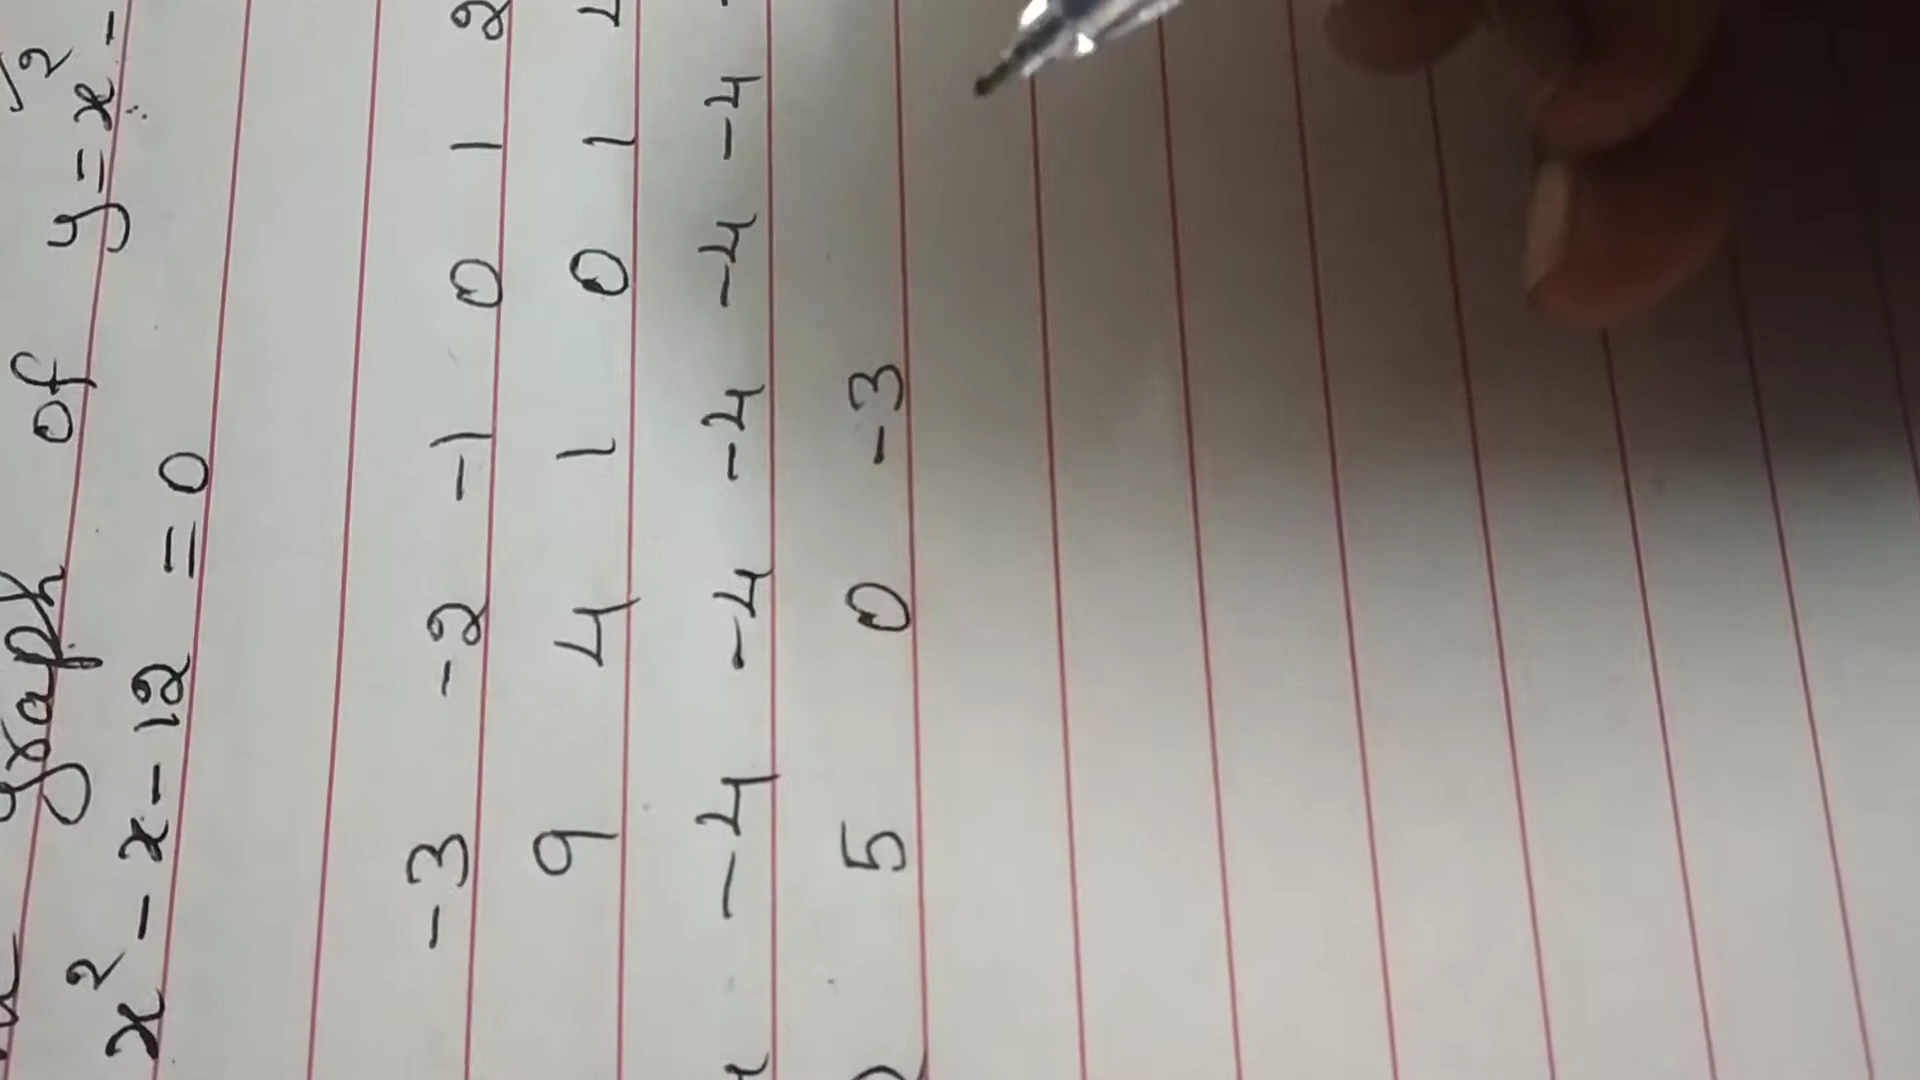 graph of y = x² -
x² - x - 12 = 0
-3 -2 -1 0 1 2
9 4 1 0 1
-4 -4 -4 -4 -4
5 0 -3